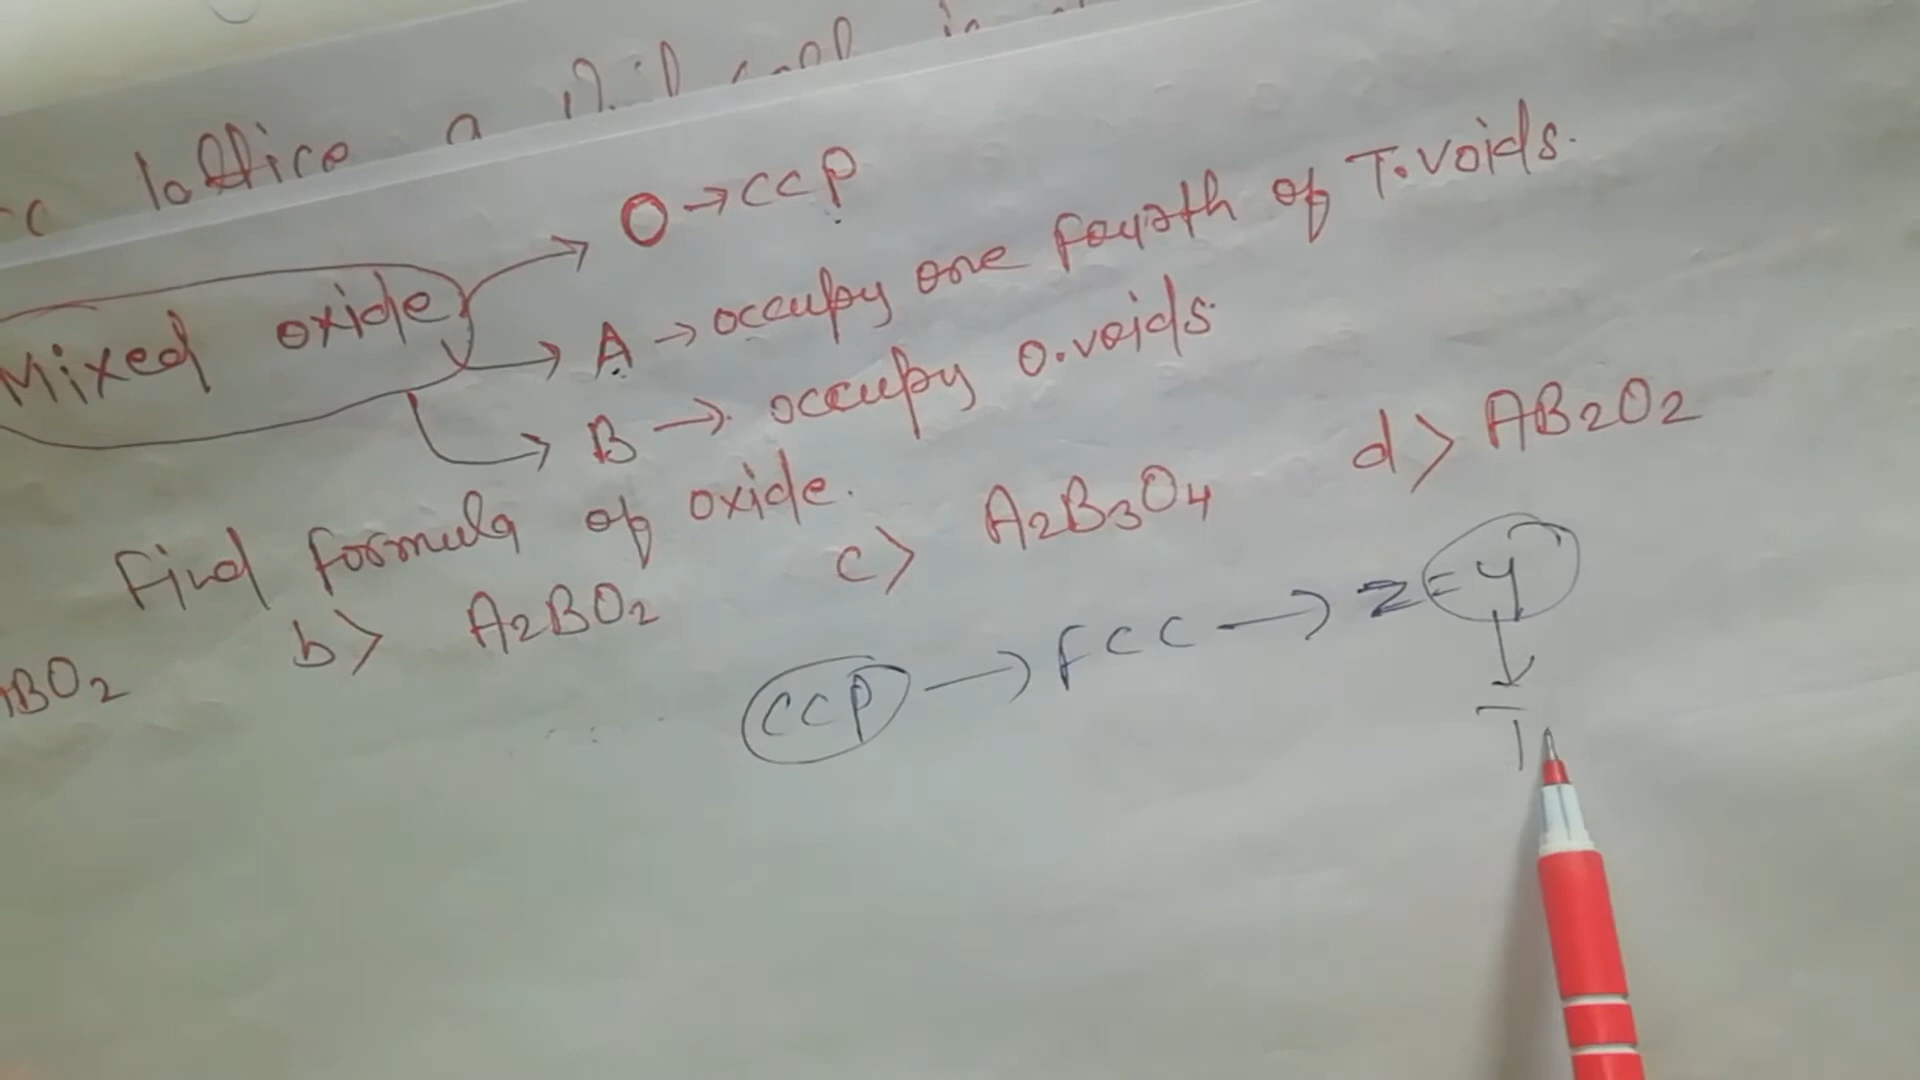 lattice a
O → CCP
Mixed oxide
A → occupy one fourth of T.voids.
B → occupy O.voids.
Find formula of oxide.
BO2 b> A2BO2 c> A2B3O4 d> AB2O2
CCP → FCC → Z=4
T